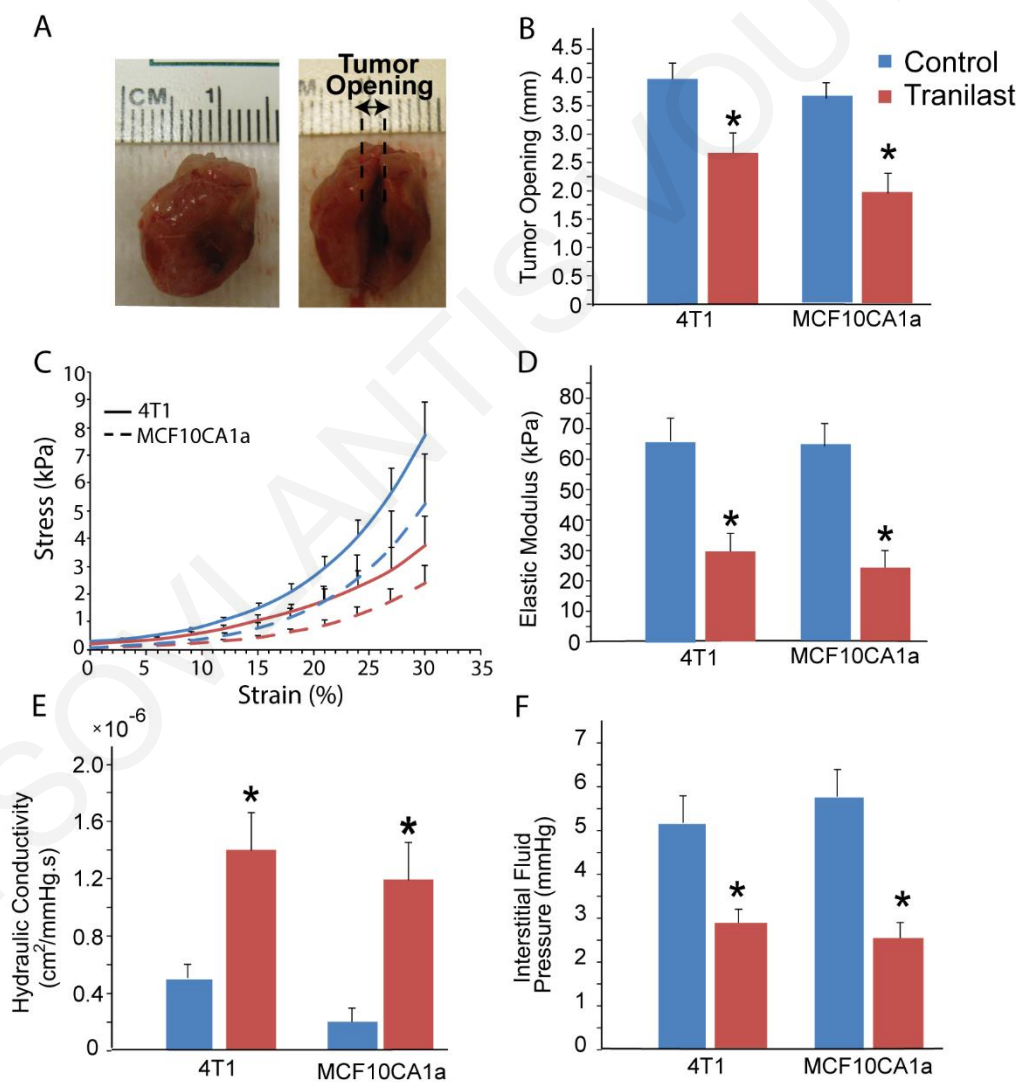 A
CM
1
M
Tumor
Opening
B
Tumor Opening (mm)
4.5
4.0
3.5
3.0
2.5
2.0
1.5
1.0
0.5
0
*
*
Control
Tranilast
4T1
MCF10CA1a
C
Stress (kPa)
10
9
8
7
6
5
4
3
2
1
0
4T1
MCF10CA1a
0
5
10
15
20
25
30
35
Strain (%)
D
Elastic Modulus (kPa)
80
70
60
50
40
30
20
10
0
*
*
4T1
MCF10CA1a
E
×10-6
Hydraulic Conductivity
(cm2/mmHg.s)
2.0
1.6
1.2
0.8
0.4
0
*
*
4T1
MCF10CA1a
F
Interstitial Fluid
Pressure (mmHg)
7
6
5
4
3
2
1
0
*
*
4T1
MCF10CA1a
SOVLANTIS VOU